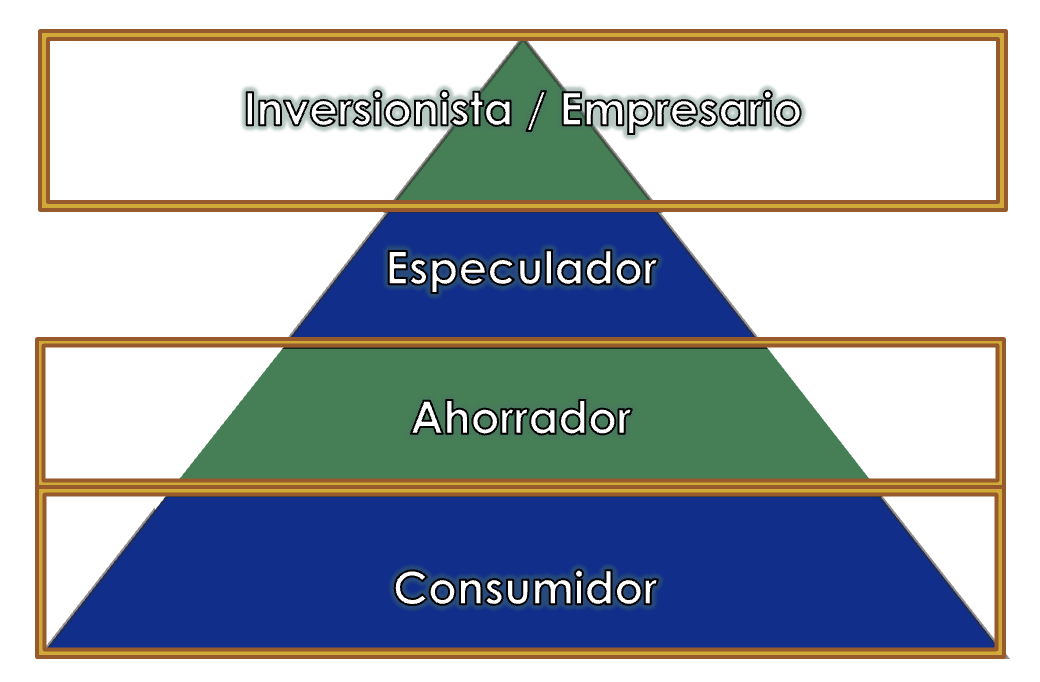 Inversionista / Empresario
Especulador
Ahorrador
Consumidor